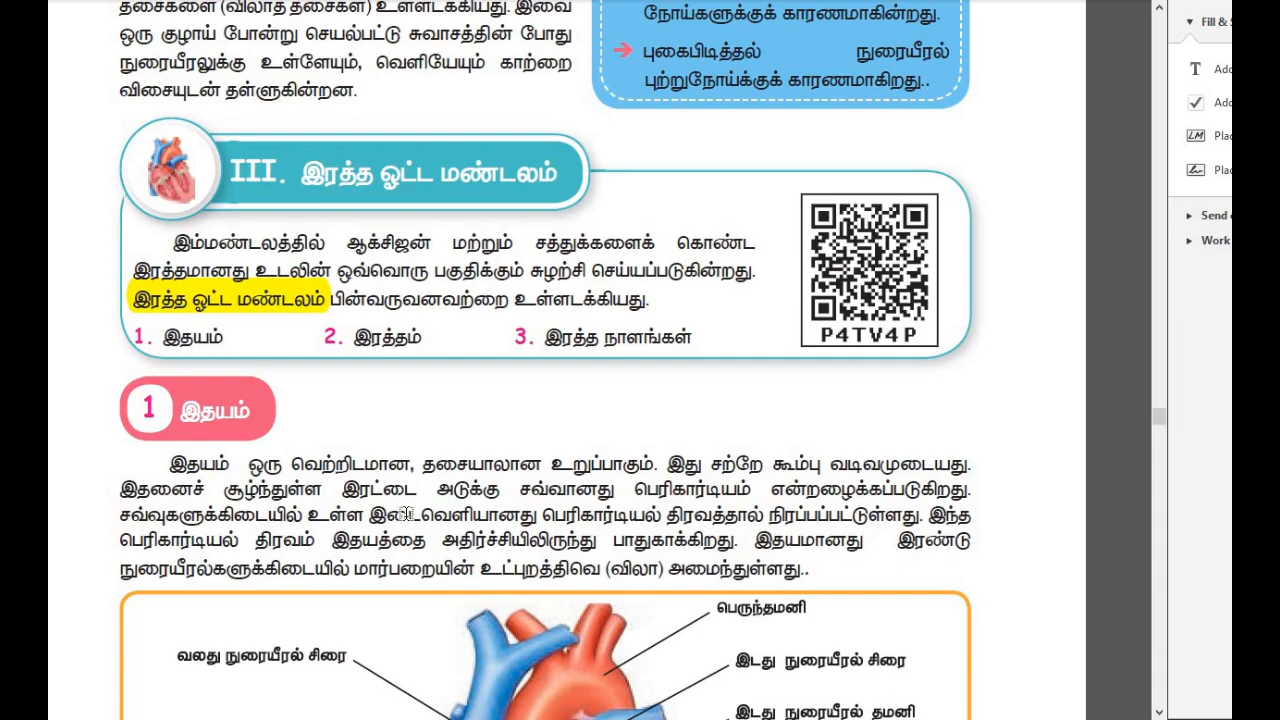 தசைகளை (விலாத் தசைகள்) உள்ளடக்கியது. இவை
ஒரு குழாய் போன்று செயல்பட்டு சுவாசத்தின் போது
நுரையீரலுக்கு உள்ளேயும், வெளியேயும் காற்றை
விசையுடன் தள்ளுகின்றன.
நோய்களுக்குக் காரணமாகின்றது.
➔ புகைபிடித்தல் நுரையீரல்
புற்றுநோய்க்குக் காரணமாகிறது..
III. இரத்த ஓட்ட மண்டலம்
இம்மண்டலத்தில் ஆக்சிஜன் மற்றும் சத்துக்களைக் கொண்ட
இரத்தமானது உடலின் ஒவ்வொரு பகுதிக்கும் சுழற்சி செய்யப்படுகின்றது.
இரத்த ஓட்ட மண்டலம் பின்வருவனவற்றை உள்ளடக்கியது.
1. இதயம் 2. இரத்தம் 3. இரத்த நாளங்கள்
P4TV4P
1 இதயம்
இதயம் ஒரு வெற்றிடமான, தசையாலான உறுப்பாகும். இது சற்றே கூம்பு வடிவமுடையது.
இதனைச் சூழ்ந்துள்ள இரட்டை அடுக்கு சவ்வானது பெரிகார்டியம் என்றழைக்கப்படுகிறது.
சவ்வுகளுக்கிடையில் உள்ள இடைவெளியானது பெரிகார்டியல் திரவத்தால் நிரப்பப்பட்டுள்ளது. இந்த
பெரிகார்டியல் திரவம் இதயத்தை அதிர்ச்சியிலிருந்து பாதுகாக்கிறது. இதயமானது இரண்டு
நுரையீரல்களுக்கிடையில் மார்பறையின் உட்புறத்திவெ (விலா) அமைந்துள்ளது..
பெருந்தமனி
வலது நுரையீரல் சிரை
இடது நுரையீரல் சிரை
இடது நுரையீரல் தமனி
Fill &
Send
Work